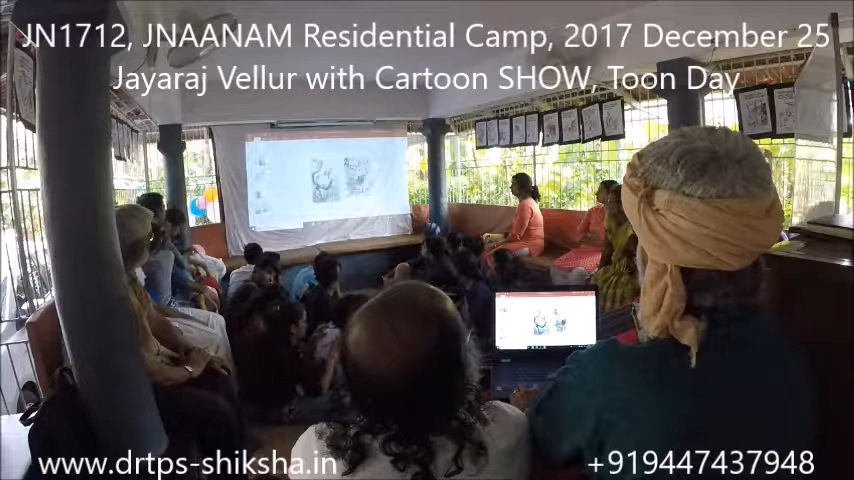 JN1712, JNAANAM Residential Camp, 2017 December 25
Jayaraj Vellur with Cartoon SHOW, Toon Day
www.drtps-shiksha.in
+919447437948